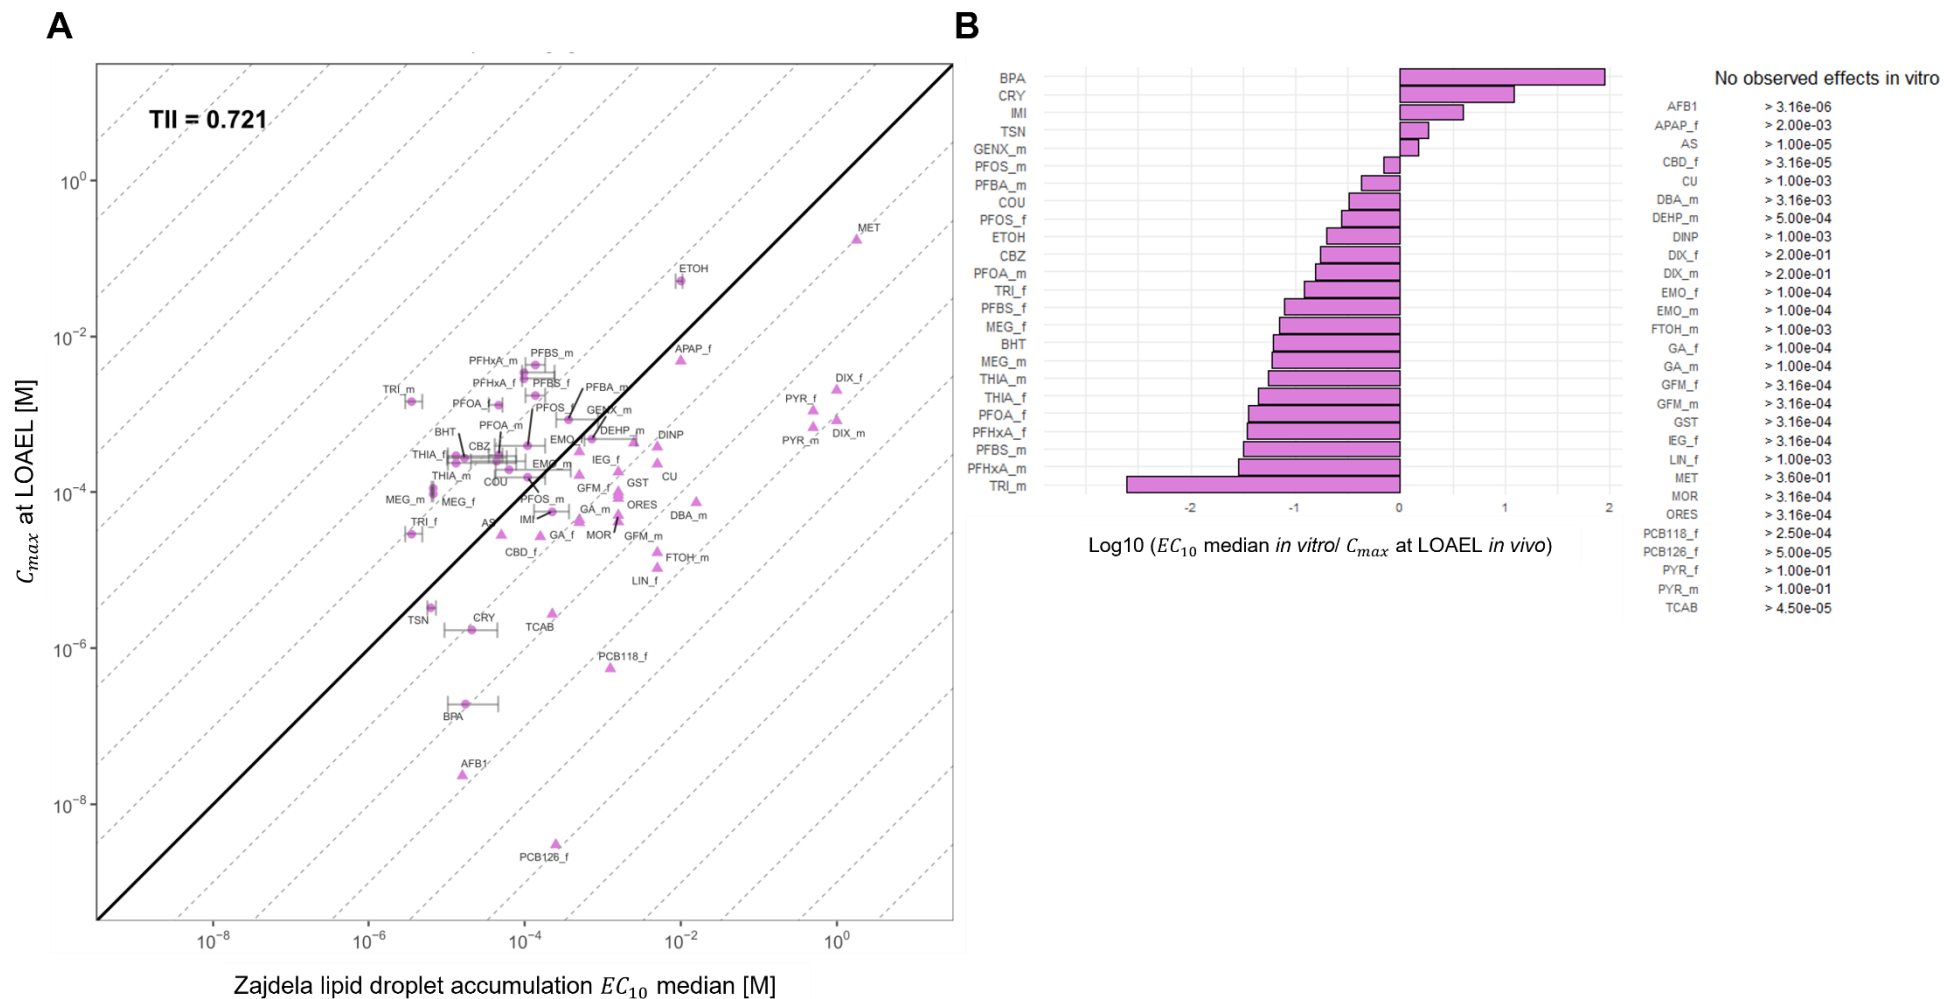 A
TII = 0.721
MET
ETOH
APAP_f
DIX_f
PYR_f
DIX_m
PYR_m
PFBS_m
PFHxA_m
PFHxA_f
PFBS_f
PFBA_m
TRI_m
PFOA_f
PFOS_f
GENX_m
BHT
PFOA_m
DEHP_m
DINP
CBZ
EMO_f
THIA_f
EMO_m
IEG_f
CU
THIA_m
COU
GFM_f
GST
MEG_m
MEG_f
PFOS_m
GA_m
ORES
DBA_m
TRI_f
AS
IMI
GA_f
MOR
GFM_m
CBD_f
FTOH_m
LIN_f
TSN
CRY
TCAB
PCB118_f
BPA
AFB1
PCB126_f
10⁰
10⁻²
10⁻⁴
10⁻⁶
10⁻⁸
10⁻⁸
10⁻⁶
10⁻⁴
10⁻²
10⁰
C_max at LOAEL [M]
Zajdela lipid droplet accumulation EC₁₀ median [M]
B
BPA
CRY
IMI
TSN
GENX_m
PFOS_m
PFBA_m
COU
PFOS_f
ETOH
CBZ
PFOA_m
TRI_f
PFBS_f
MEG_f
BHT
MEG_m
THIA_m
THIA_f
PFOA_f
PFHxA_f
PFBS_m
PFHxA_m
TRI_m
-2
-1
0
1
2
Log10 (EC₁₀ median in vitro/ C_max at LOAEL in vivo)
No observed effects in vitro
AFB1 > 3.16e-06
APAP_f > 2.00e-03
AS > 1.00e-05
CBD_f > 3.16e-05
CU > 1.00e-03
DBA_m > 3.16e-03
DEHP_m > 5.00e-04
DINP > 1.00e-03
DIX_f > 2.00e-01
DIX_m > 2.00e-01
EMO_f > 1.00e-04
EMO_m > 1.00e-04
FTOH_m > 1.00e-03
GA_f > 1.00e-04
GA_m > 1.00e-04
GFM_f > 3.16e-04
GFM_m > 3.16e-04
GST > 3.16e-04
IEG_f > 3.16e-04
LIN_f > 1.00e-03
MET > 3.60e-01
MOR > 3.16e-04
ORES > 3.16e-04
PCB118_f > 2.50e-04
PCB126_f > 5.00e-05
PYR_f > 1.00e-01
PYR_m > 1.00e-01
TCAB > 4.50e-05